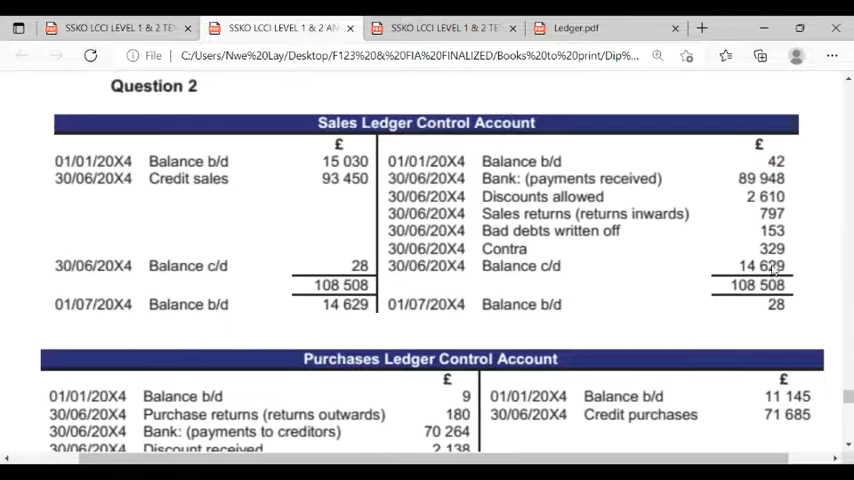 SSKO LCCI LEVEL 1 & 2 TE
SSKO LCCI LEVEL 1 & 2 AN
SSKO LCCI LEVEL 1 & 2 TEX
Ledger.pdf
File
C:/Users/Nwe%20Lay/Desktop/F123%20&%20FIA%20FINALIZED/Books%20to%20print/Dip%...
Question 2
Sales Ledger Control Account
£ £
01/01/20X4 Balance b/d 15 030 01/01/20X4 Balance b/d 42
30/06/20X4 Credit sales 93 450 30/06/20X4 Bank: (payments received) 89 948
30/06/20X4 Discounts allowed 2 610
30/06/20X4 Sales returns (returns inwards) 797
30/06/20X4 Bad debts written off 153
30/06/20X4 Contra 329
30/06/20X4 Balance c/d 28 30/06/20X4 Balance c/d 14 629
108 508 108 508
01/07/20X4 Balance b/d 14 629 01/07/20X4 Balance b/d 28
Purchases Ledger Control Account
£ £
01/01/20X4 Balance b/d 9 01/01/20X4 Balance b/d 11 145
30/06/20X4 Purchase returns (returns outwards) 180 30/06/20X4 Credit purchases 71 685
30/06/20X4 Bank: (payments to creditors) 70 264
30/06/20X4 Discount received 2 138